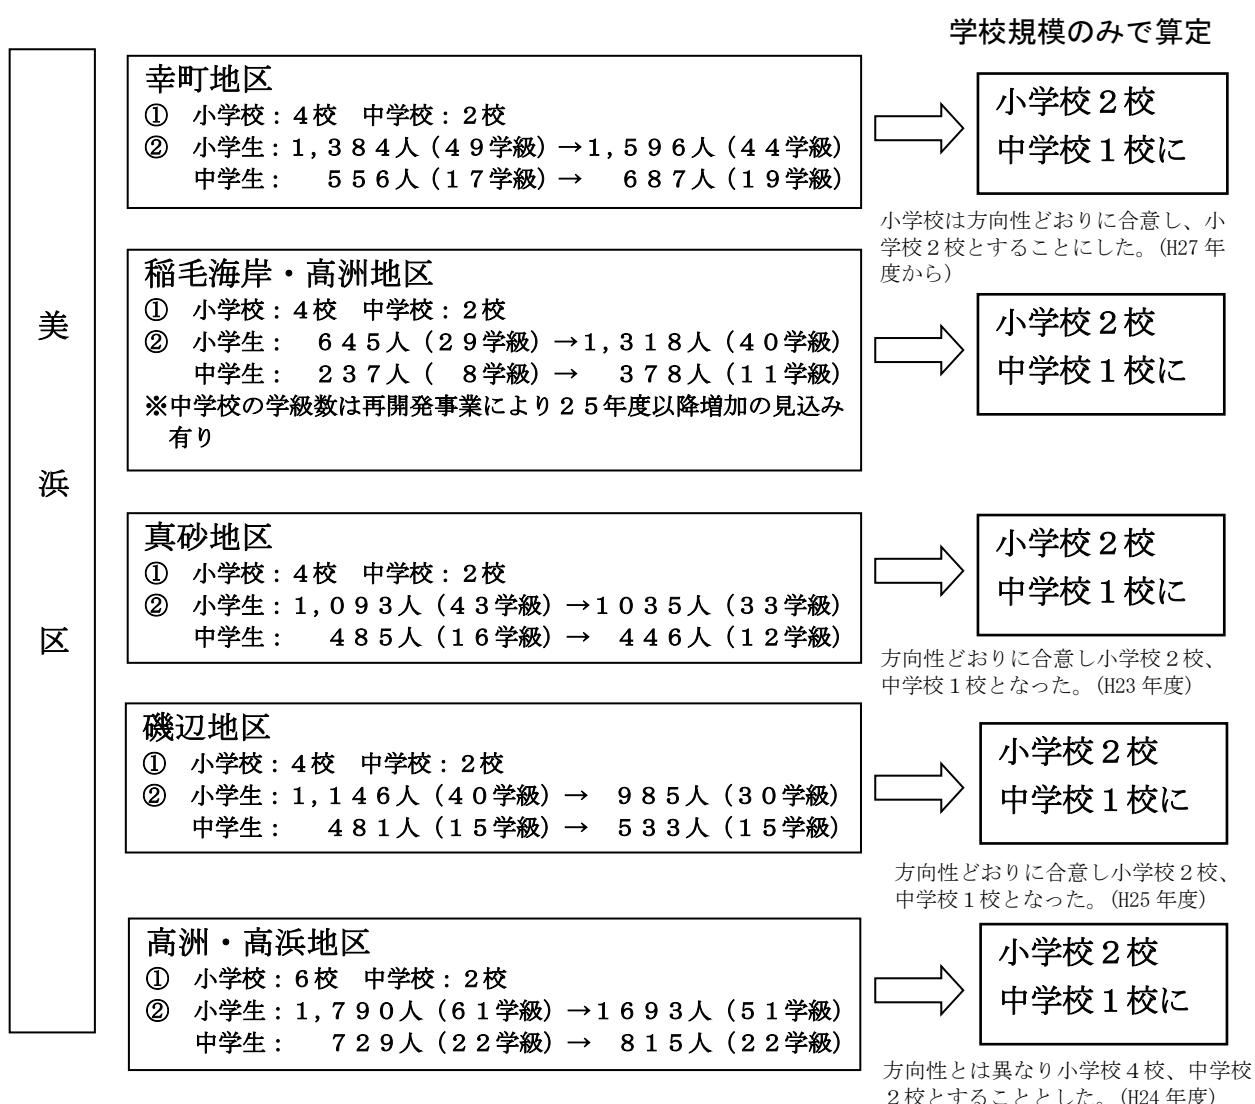 学校規模のみで算定
美
浜
区
幸町地区
① 小学校：４校 中学校：２校
② 小学生：１,３８４人（４９学級）→１,５９６人（４４学級）
中学生： ５５６人（１７学級）→ ６８７人（１９学級）
小学校２校
中学校１校に
小学校は方向性どおりに合意し、小
学校２校とすることにした。(H27 年
度から)
稲毛海岸・高洲地区
① 小学校：４校 中学校：２校
② 小学生： ６４５人（２９学級）→１,３１８人（４０学級）
中学生： ２３７人（ ８学級）→ ３７８人（１１学級）
※中学校の学級数は再開発事業により２５年度以降増加の見込み
有り
小学校２校
中学校１校に
真砂地区
① 小学校：４校 中学校：２校
② 小学生：１,０９３人（４３学級）→１０３５人（３３学級）
中学生： ４８５人（１６学級）→ ４４６人（１２学級）
小学校２校
中学校１校に
方向性どおりに合意し小学校２校、
中学校１校となった。(H23 年度)
磯辺地区
① 小学校：４校 中学校：２校
② 小学生：１,１４６人（４０学級）→ ９８５人（３０学級）
中学生： ４８１人（１５学級）→ ５３３人（１５学級）
小学校２校
中学校１校に
方向性どおりに合意し小学校２校、
中学校１校となった。(H25 年度)
高洲・高浜地区
① 小学校：６校 中学校：２校
② 小学生：１,７９０人（６１学級）→１６９３人（５１学級）
中学生： ７２９人（２２学級）→ ８１５人（２２学級）
小学校２校
中学校１校に
方向性とは異なり小学校４校、中学校
２校とすることとした。(H24 年度)